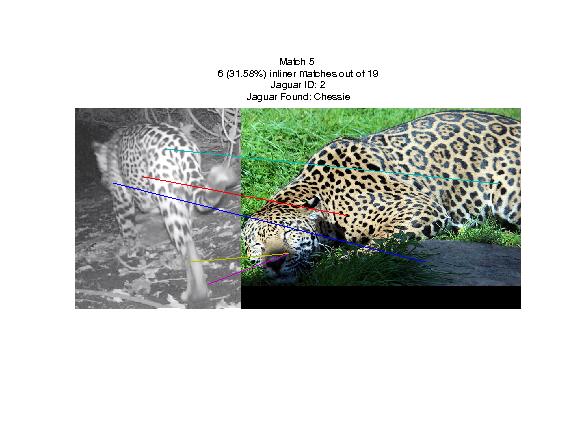 Match 5
6 (31.58%) inliner matches out of 19
Jaguar ID: 2
Jaguar Found: Chessie